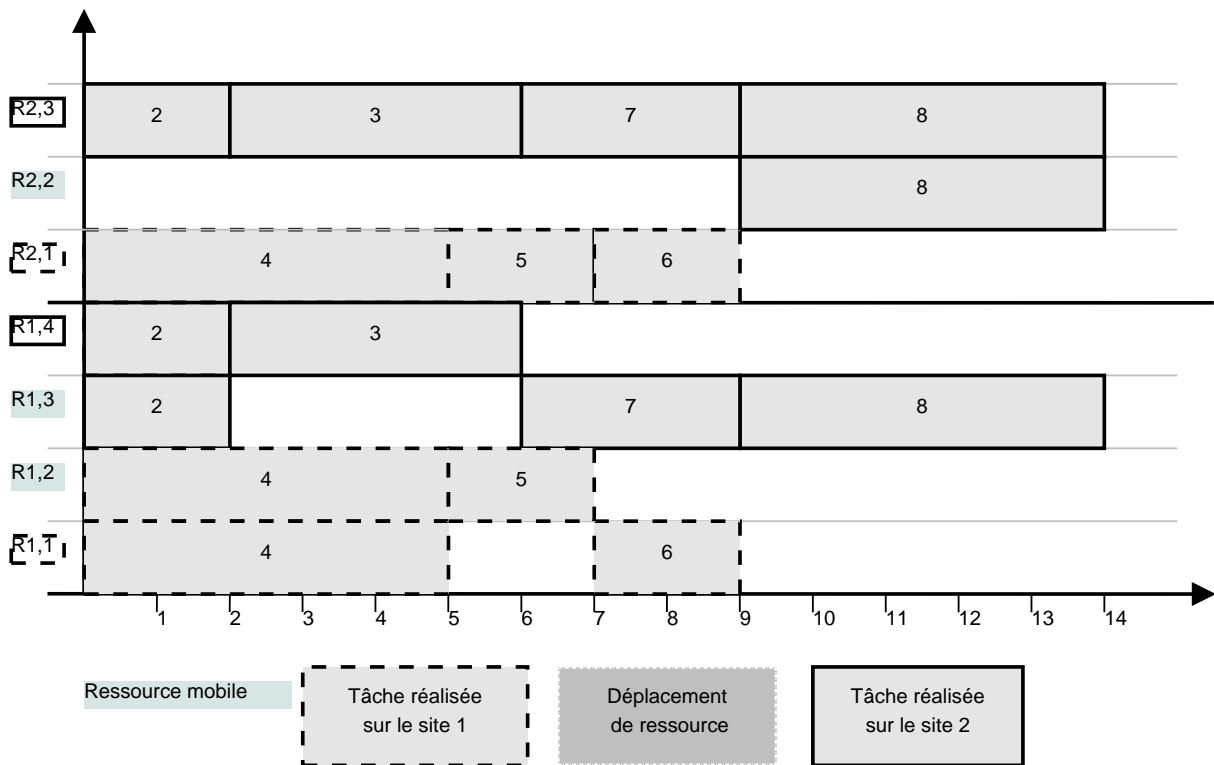 R2,3 2 3 7 8
R2,2 8
R2,1 4 5 6
R1,4 2 3
R1,3 2 7 8
R1,2 4 5
R1,1 4 6
1 2 3 4 5 6 7 8 9 10 11 12 13 14
Ressource mobile
Tâche réalisée
sur le site 1
Déplacement
de ressource
Tâche réalisée
sur le site 2